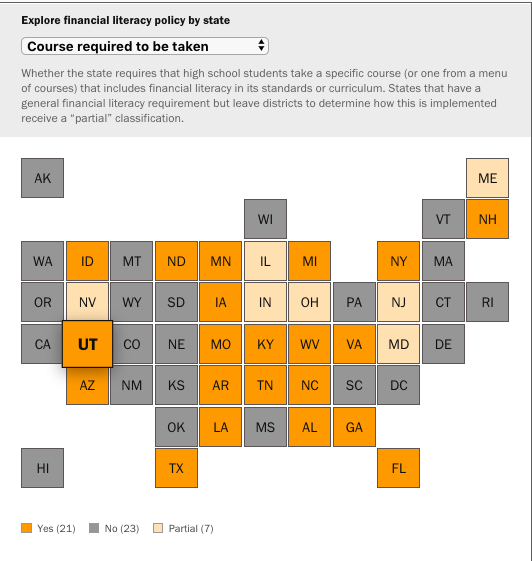 Explore financial literacy policy by state
Course required to be taken
Whether the state requires that high school students take a specific course (or one from a menu
of courses) that includes financial literacy in its standards or curriculum. States that have a
general financial literacy requirement but leave districts to determine how this is implemented
receive a “partial” classification.
AK ME
WI VT NH
WA ID MT ND MN IL MI NY MA
OR NV WY SD IA IN OH PA NJ CT RI
CA UT CO NE MO KY WV VA MD DE
AZ NM KS AR TN NC SC DC
OK LA MS AL GA
HI TX FL
Yes (21) No (23) Partial (7)